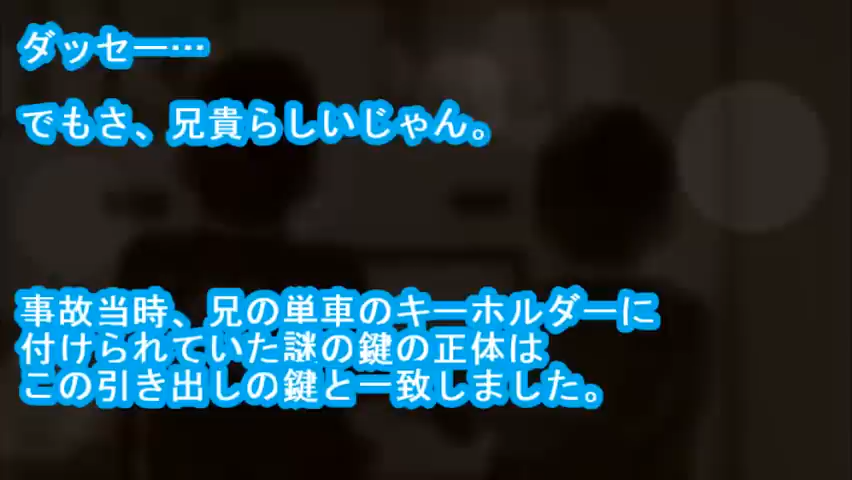 ダッセー…
でもさ、兄貴らしいじゃん。
事故当時、兄の単車のキーホルダーに
付けられていた謎の鍵の正体は
この引き出しの鍵と一致しました。